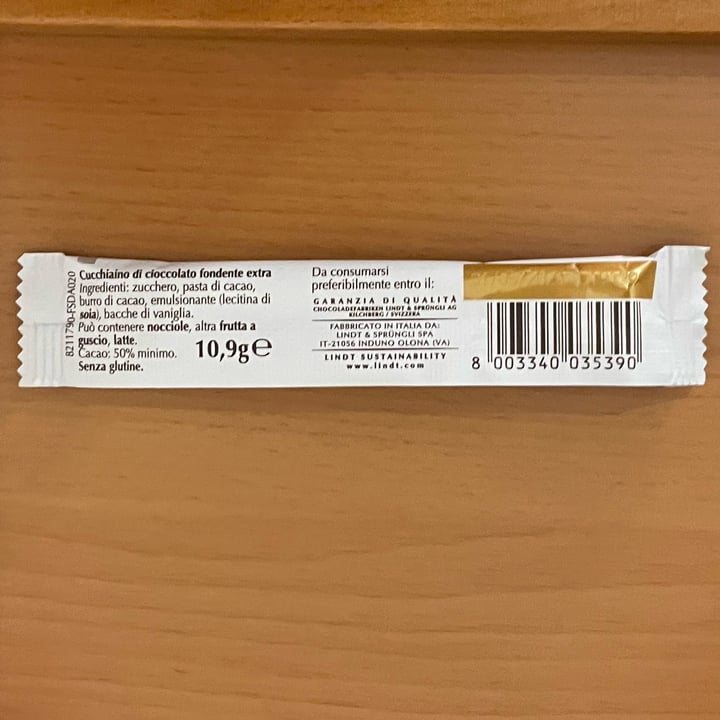 8211790-FSDA020
Cucchiaino di cioccolato fondente extra
Ingredienti: zucchero, pasta di cacao,
burro di cacao, emulsionante (lecitina di
soia), bacche di vaniglia.
Può contenere nocciole, altra frutta a
guscio, latte.
Cacao: 50% minimo.
Senza glutine.
10,9g e
Da consumarsi
preferibilmente entro il:
GARANZIA DI QUALITÀ
CHOCOLADEFABRIKEN LINDT & SPRÜNGLI AG
KILCHBERG / SVIZZERA
FABBRICATO IN ITALIA DA:
LINDT & SPRÜNGLI SPA
IT-21056 INDUNO OLONA (VA)
LINDT SUSTAINABILITY
www.lindt.com
8 003340 035390